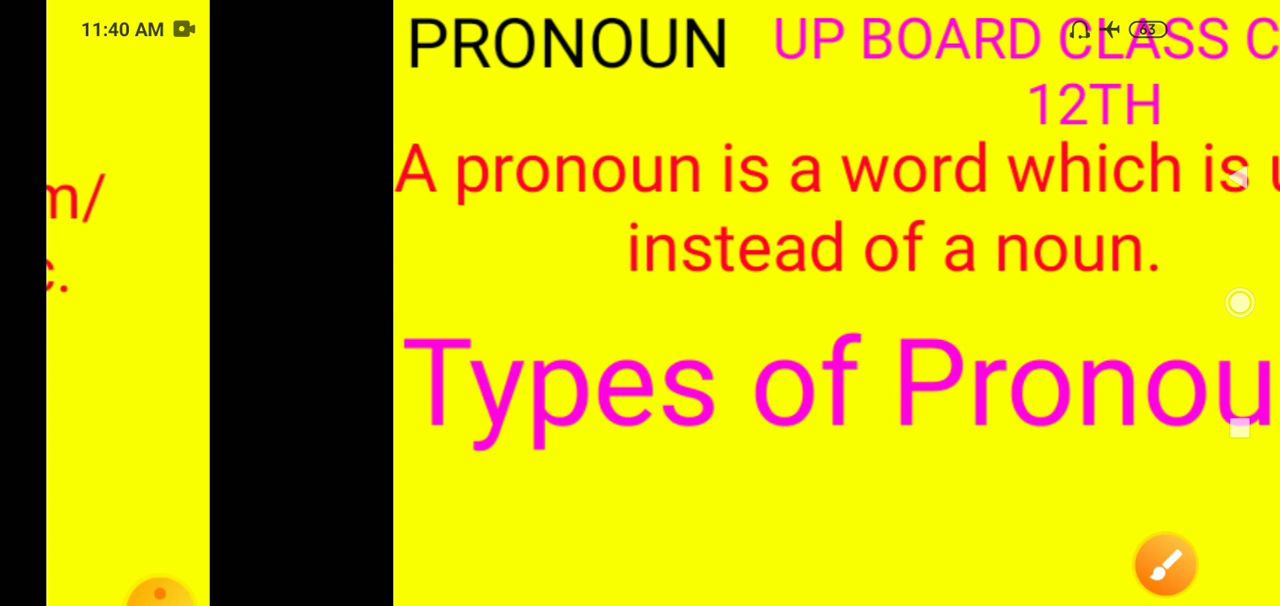 11:40 AM
63
m/
c.
PRONOUN UP BOARD CLASS C
12TH
A pronoun is a word which is
instead of a noun.
Types of Pronou